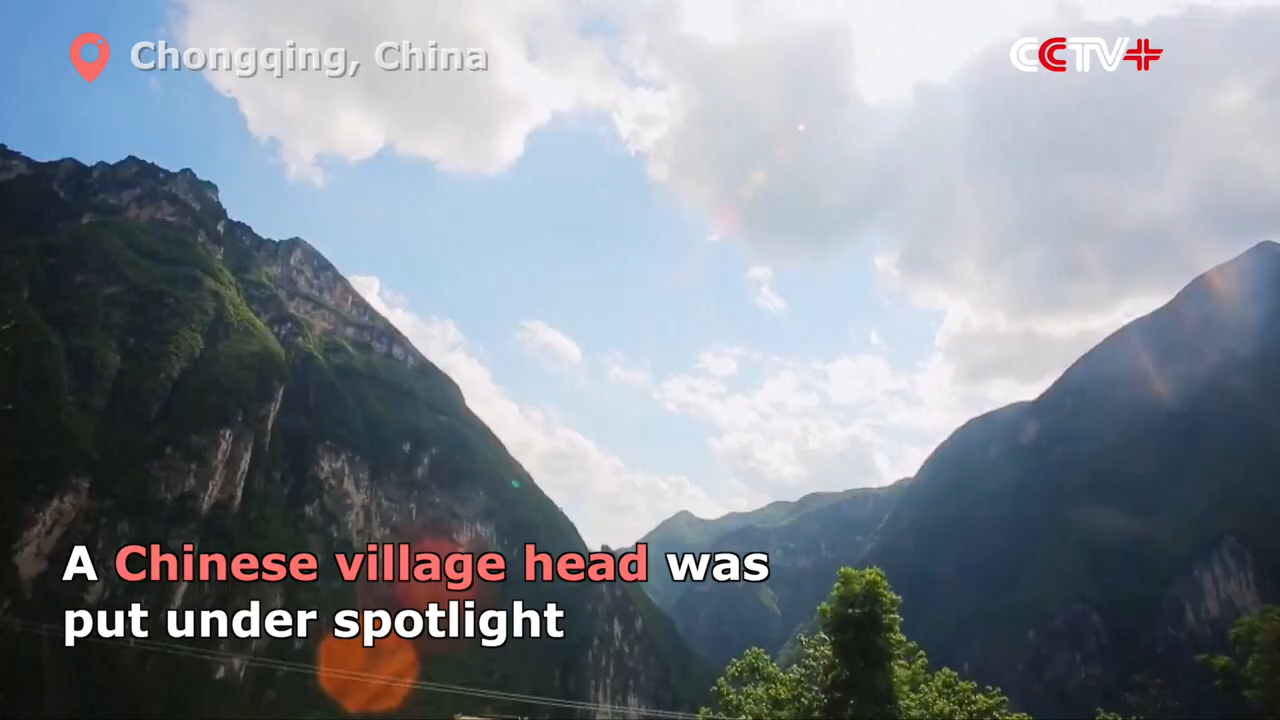 Chongqing, China
CCTV+
A Chinese village head was
put under spotlight